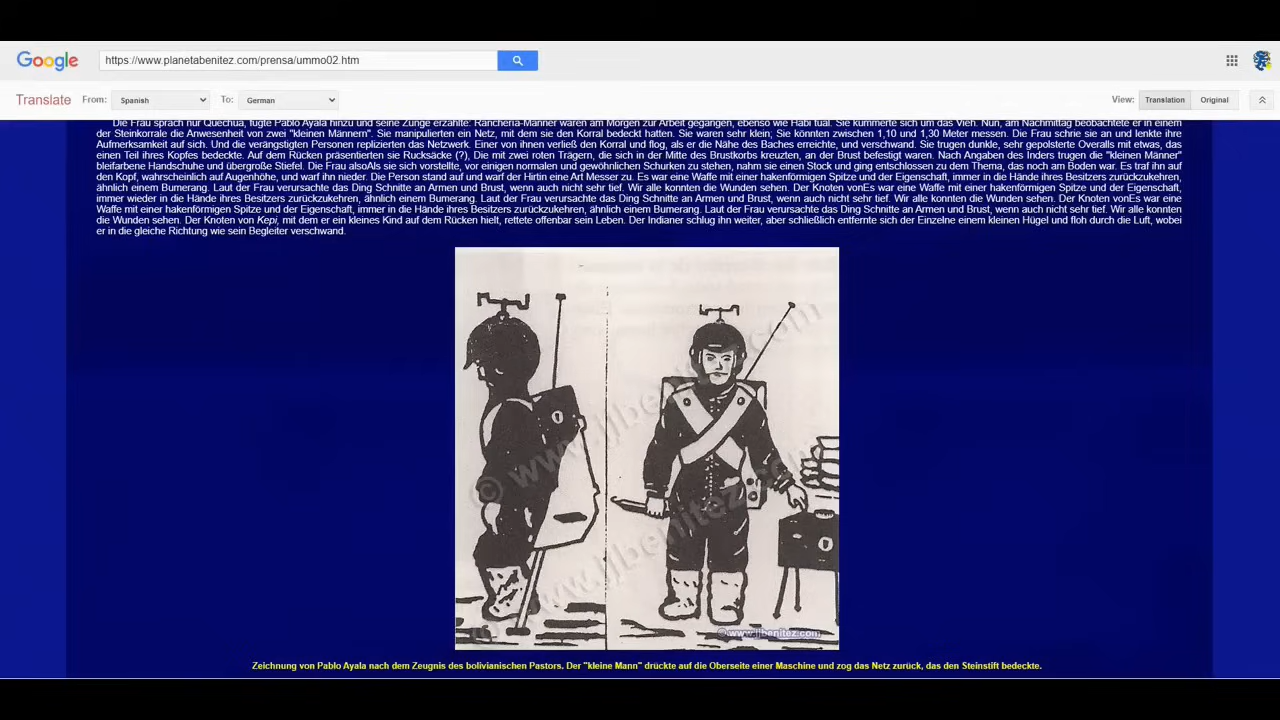 Google
https://www.planetabenitez.com/prensa/ummo02.htm
Translate From: Spanish To: German View: Translation Original
Die Frau sprach nur Quechua, fügte Pablo Ayala hinzu und seine Zunge erzählte: Rancheria-Männer waren am Morgen zur Arbeit gegangen, ebenso wie Habi tual. Sie kümmerte sich um das Vieh. Nun, am Nachmittag beobachtete er in einem
der Steinkorralle die Anwesenheit von zwei "kleinen Männern". Sie manipulierten ein Netz, mit dem sie den Korral bedeckt hatten. Sie waren sehr klein; Sie könnten zwischen 1,10 und 1,30 Meter messen. Die Frau schrie sie an und lenkte ihre
Aufmerksamkeit auf sich. Und die verängstigten Personen replizierten das Netzwerk. Einer von ihnen verließ den Korral und flog, als er die Nähe des Baches erreichte, und verschwand. Sie trugen dunkle, sehr gepolsterte Overalls mit etwas, das
einen Teil ihres Kopfes bedeckte. Auf dem Rücken präsentierten sie Rucksäcke (?), Die mit zwei roten Trägern, die sich in der Mitte des Brustkorbs kreuzten, an der Brust befestigt waren. Nach Angaben des Inders trugen die "kleinen Männer"
bleifarbene Handschuhe und übergroße Stiefel. Die Frau alsoAls sie sich vorstellte, vor einigen normalen und gewöhnlichen Schurken zu stehen, nahm sie einen Stock und ging entschlossen zu dem Thema, das noch am Boden war. Es traf ihn auf
den Kopf, wahrscheinlich auf Augenhöhe, und warf ihn nieder. Die Person stand auf und warf der Hirtin eine Art Messer zu. Es war eine Waffe mit einer hakenförmigen Spitze und der Eigenschaft, immer in die Hände ihres Besitzers zurückzukehren,
ähnlich einem Bumerang. Laut der Frau verursachte das Ding Schnitte an Armen und Brust, wenn auch nicht sehr tief. Wir alle konnten die Wunden sehen. Der Knoten vonEs war eine Waffe mit einer hakenförmigen Spitze und der Eigenschaft,
immer wieder in die Hände ihres Besitzers zurückzukehren, ähnlich einem Bumerang. Laut der Frau verursachte das Ding Schnitte an Armen und Brust, wenn auch nicht sehr tief. Wir alle konnten die Wunden sehen. Der Knoten vonEs war eine
Waffe mit einer hakenförmigen Spitze und der Eigenschaft, immer in die Hände ihres Besitzers zurückzukehren, ähnlich einem Bumerang. Laut der Frau verursachte das Ding Schnitte an Armen und Brust, wenn auch nicht sehr tief. Wir alle konnten
die Wunden sehen. Der Knoten von Kepi, mit dem er ein kleines Kind auf dem Rücken hielt, rettete offenbar sein Leben. Der Indianer schlug ihn weiter, aber schließlich entfernte sich der Einzelne einem kleinen Hügel und floh durch die Luft, wobei
er in die gleiche Richtung wie sein Begleiter verschwand.
© www.jjbenitez.com
© www.jjbenitez.com
© www.jjbenitez.com
Zeichnung von Pablo Ayala nach dem Zeugnis des bolivianischen Pastors. Der "kleine Mann" drückte auf die Oberseite einer Maschine und zog das Netz zurück, das den Steinstift bedeckte.